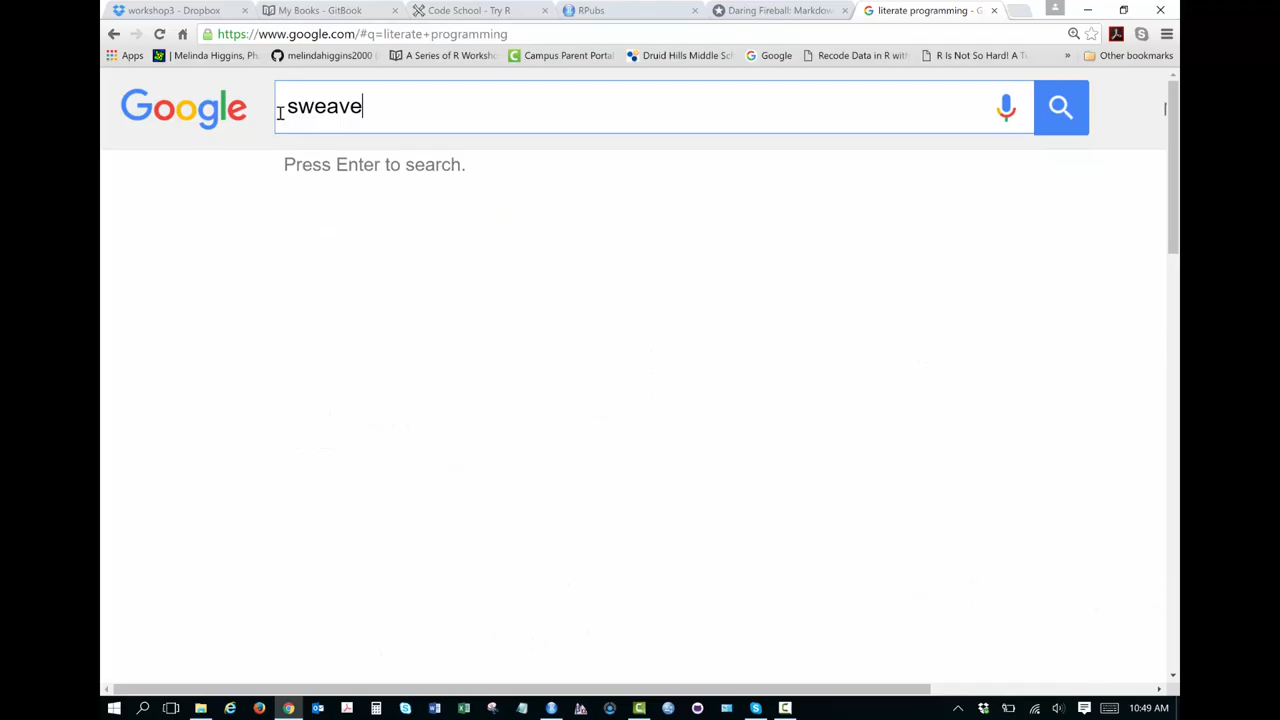 workshop3 - Dropbox
My Books - GitBook
Code School - Try R
RPubs
Daring Fireball: Markdow
literate programming - G
https://www.google.com/#q=literate+programming
Apps
| Melinda Higgins, Ph.
melindahiggins2000
A Series of R Worksh
Campus Parent Portal
Druid Hills Middle Sc
Google
Recode Data in R with
R Is Not So Hard! A T
»
Other bookmarks
Google
sweave
Press Enter to search.
10:49 AM